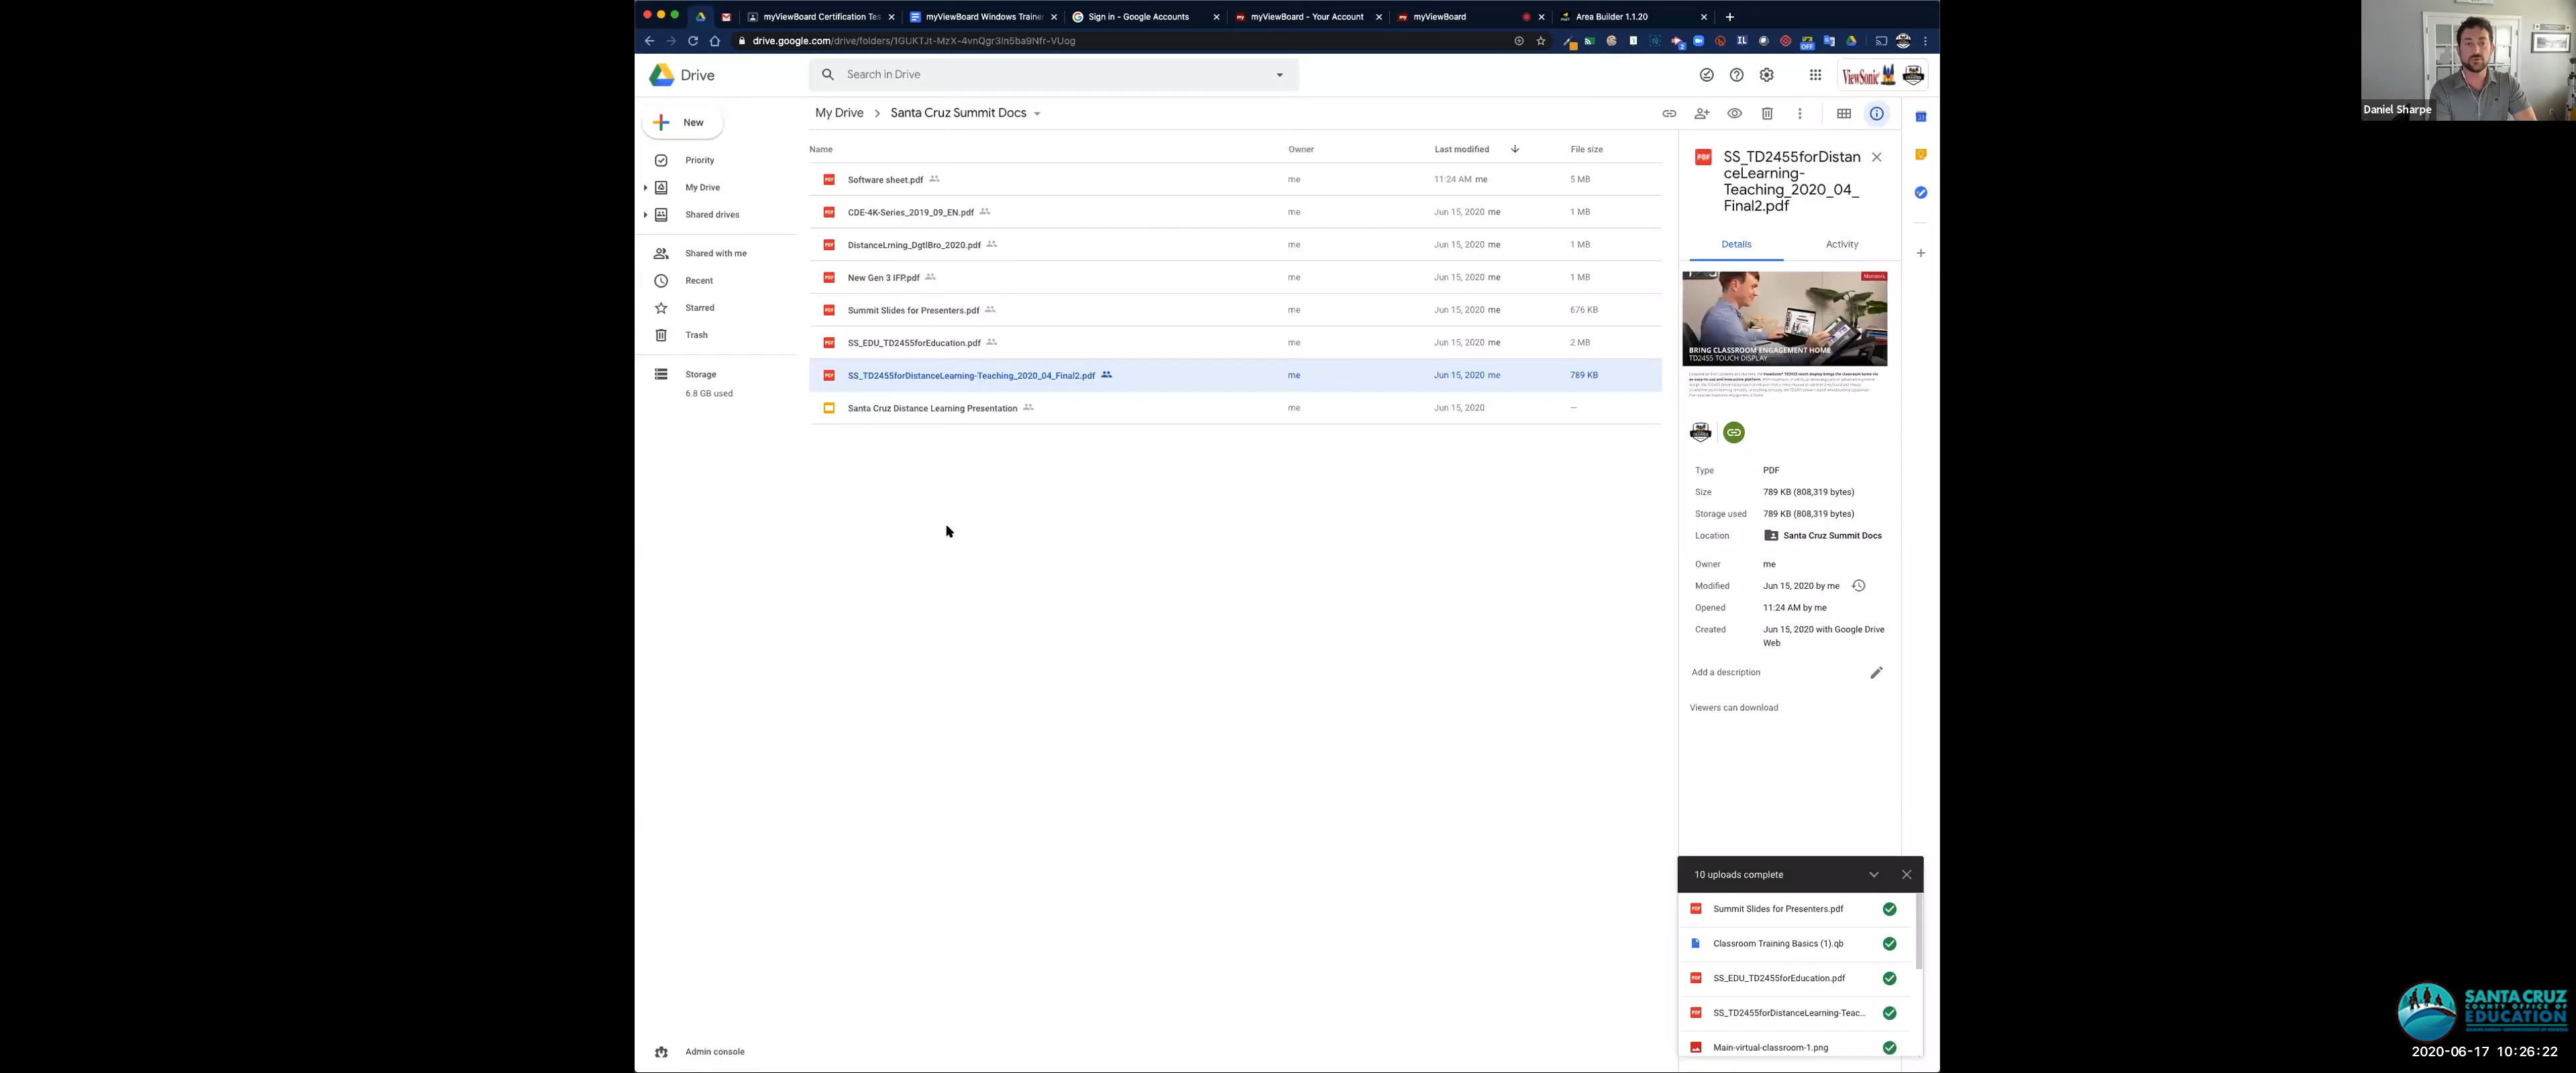 myViewBoard Certification Tes
myViewBoard Windows Trainer
Sign in - Google Accounts
myViewBoard - Your Account
myViewBoard
Area Builder 1.1.20
drive.google.com/drive/folders/1GUKTJt-MzX-4vnQgr3ln5ba9Nfr-VUog
Drive
Search in Drive
ViewSonic
Daniel Sharpe
New
My Drive
Santa Cruz Summit Docs
Priority
My Drive
Shared drives
Shared with me
Recent
Starred
Trash
Storage
6.8 GB used
Admin console
Name Owner Last modified File size
Software sheet.pdf me 11:24 AM me 5 MB
CDE-4K-Series_2019_09_EN.pdf me Jun 15, 2020 me 1 MB
DistanceLrning_DgtlBro_2020.pdf me Jun 15, 2020 me 1 MB
New Gen 3 IFP.pdf me Jun 15, 2020 me 1 MB
Summit Slides for Presenters.pdf me Jun 15, 2020 me 676 KB
SS_EDU_TD2455forEducation.pdf me Jun 15, 2020 me 2 MB
SS_TD2455forDistanceLearning-Teaching_2020_04_Final2.pdf me Jun 15, 2020 me 789 KB
Santa Cruz Distance Learning Presentation me Jun 15, 2020 —
SS_TD2455forDistan
ceLearning-
Teaching_2020_04_
Final2.pdf
Details Activity
Monitors
BRING CLASSROOM ENGAGEMENT HOME
TD2455 TOUCH DISPLAY
Type PDF
Size 789 KB (808,319 bytes)
Storage used 789 KB (808,319 bytes)
Location Santa Cruz Summit Docs
Owner me
Modified Jun 15, 2020 by me
Opened 11:24 AM by me
Created Jun 15, 2020 with Google Drive
Web
Add a description
Viewers can download
10 uploads complete
Summit Slides for Presenters.pdf
Classroom Training Basics (1).qb
SS_EDU_TD2455forEducation.pdf
SS_TD2455forDistanceLearning-Teac...
Main-virtual-classroom-1.png
SANTA CRUZ
COUNTY OFFICE OF
EDUCATION
2020-06-17 10:26:22